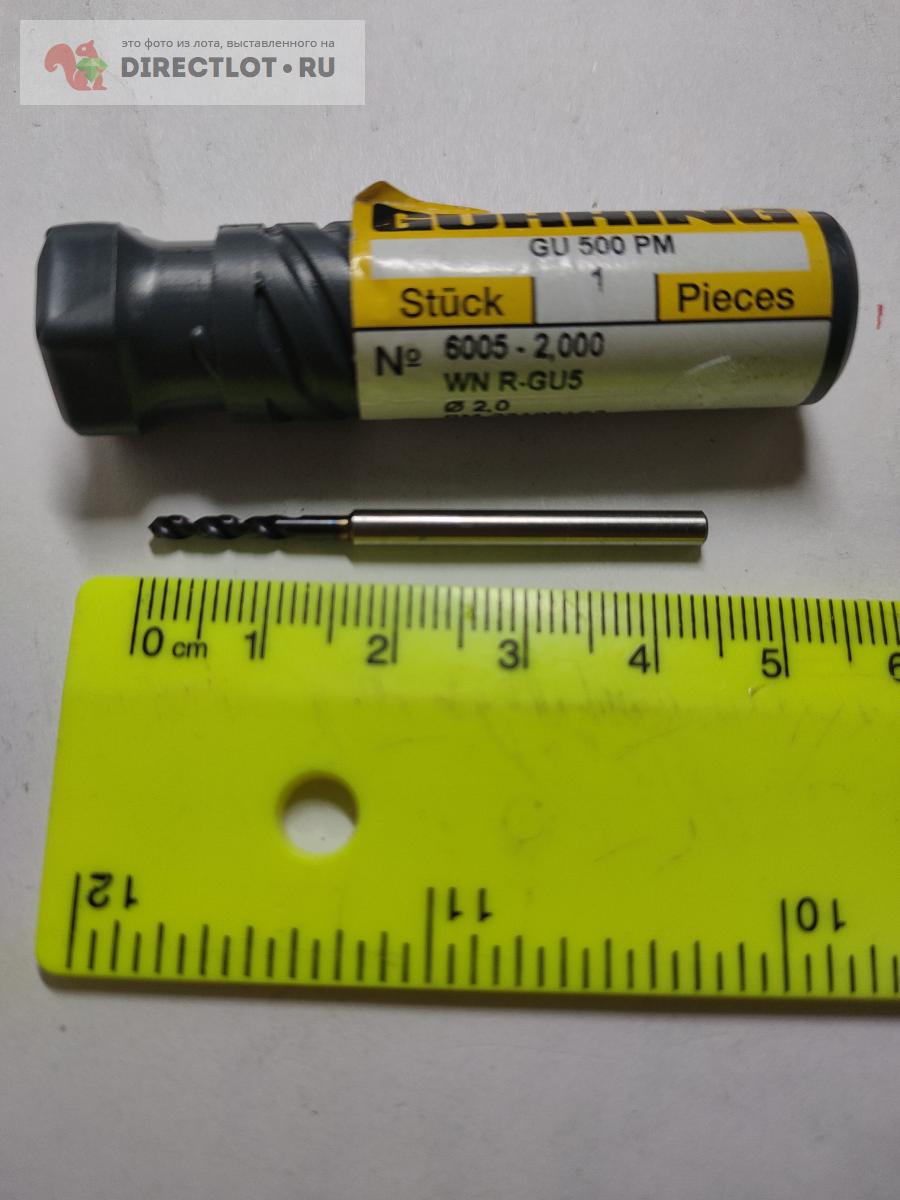 это фото из лота, выставленного на
DIRECTLOT•RU
GUHRING
GU 500 PM
1
Stück
Pieces
Nº 6005 - 2,000
WN R-GU5
Ø 2,0
0 cm 1 2 3 4 5 6
12 11 10